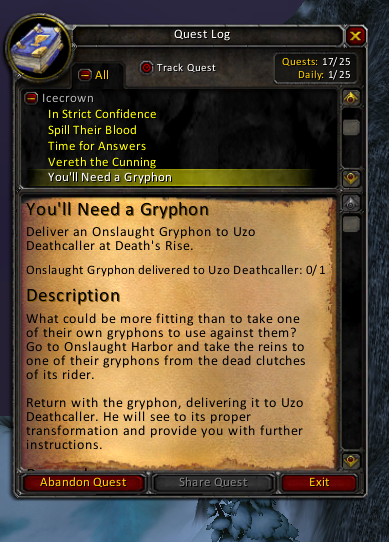 Quest Log
All
Track Quest
Quests: 17/25
Daily: 1/25
Icecrown
In Strict Confidence
Spill Their Blood
Time for Answers
Vereth the Cunning
You'll Need a Gryphon
You'll Need a Gryphon
Deliver an Onslaught Gryphon to Uzo
Deathcaller at Death's Rise.
Onslaught Gryphon delivered to Uzo Deathcaller: 0/1
Description
What could be more fitting than to take one
of their own gryphons to use against them?
Go to Onslaught Harbor and take the reins to
one of their gryphons from the dead clutches
of its rider.
Return with the gryphon, delivering it to Uzo
Deathcaller. He will see to its proper
transformation and provide you with further
instructions.
Abandon Quest
Share Quest
Exit